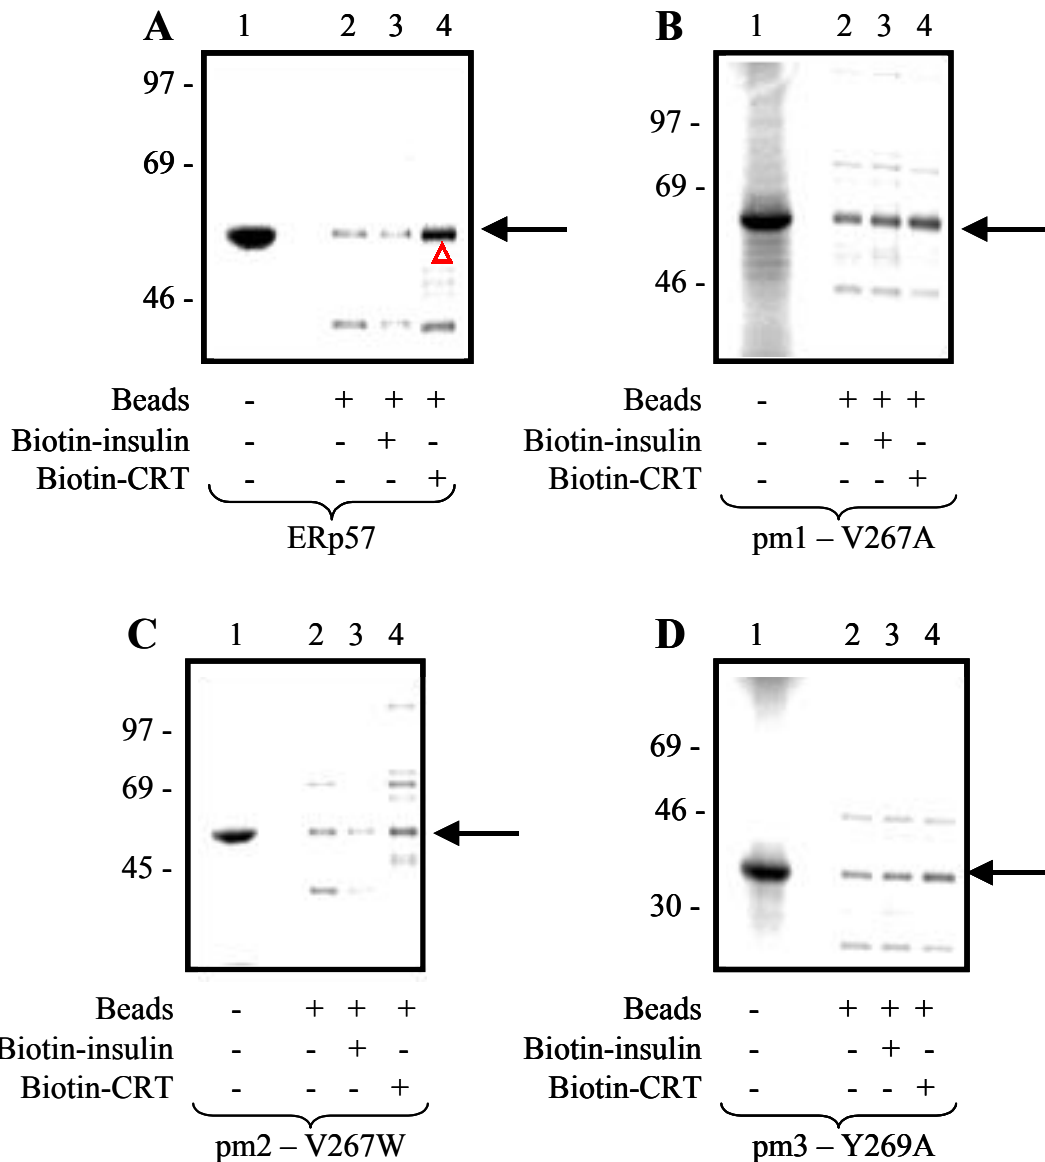 A 1 2 3 4
97 -
69 -
46 -
Beads - + + +
Biotin-insulin - - + -
Biotin-CRT - - - +
ERp57
B 1 2 3 4
97 -
69 -
46 -
Beads - + + +
Biotin-insulin - - + -
Biotin-CRT - - - +
pm1 – V267A
C 1 2 3 4
97 -
69 -
45 -
Beads - + + +
Biotin-insulin - - + -
Biotin-CRT - - - +
pm2 – V267W
D 1 2 3 4
69 -
46 -
30 -
Beads - + + +
Biotin-insulin - - + -
Biotin-CRT - - - +
pm3 – Y269A